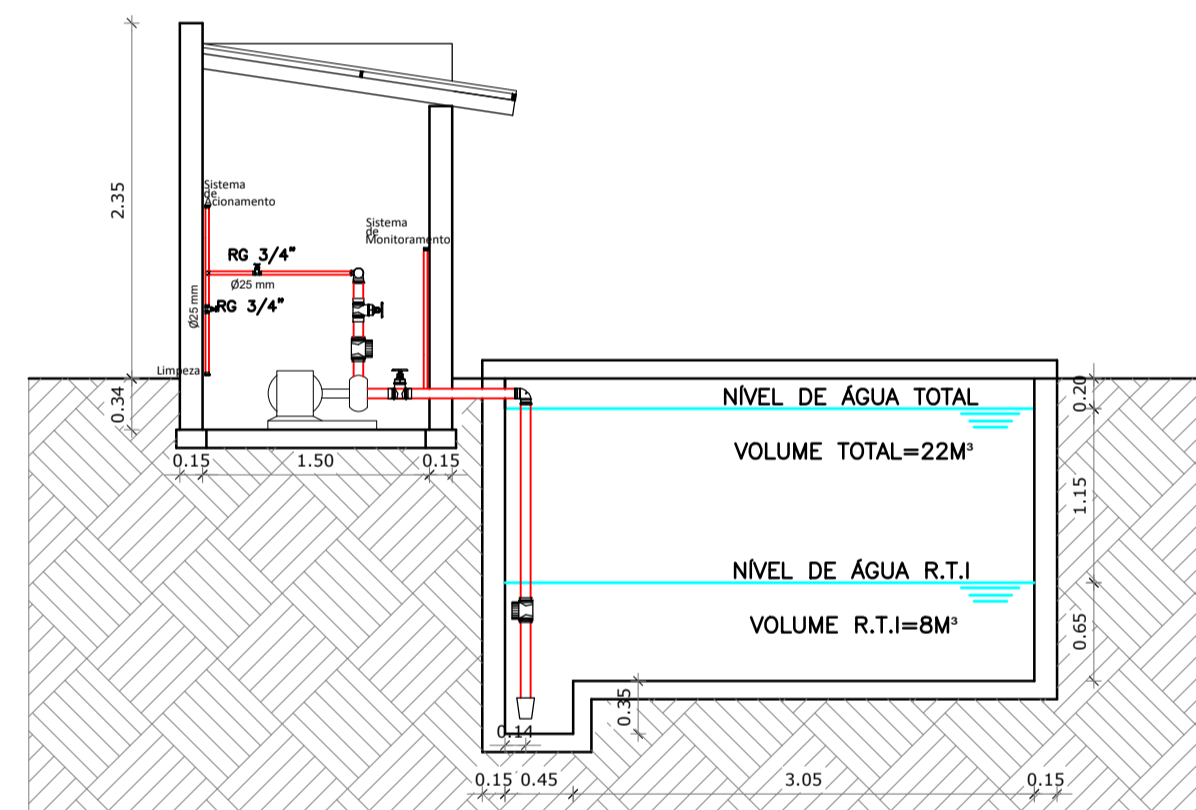 2.35
Sistema
de
Acionamento
Sistema
de
Monitoramento
RG 3/4"
Ø25 mm
Ø25 mm
RG 3/4"
Limpeza
0.34
0.15
1.50
0.15
NÍVEL DE ÁGUA TOTAL
0.20
VOLUME TOTAL=22M³
1.15
NÍVEL DE ÁGUA R.T.I
VOLUME R.T.I=8M³
0.65
0.35
0.14
0.15
0.45
3.05
0.15